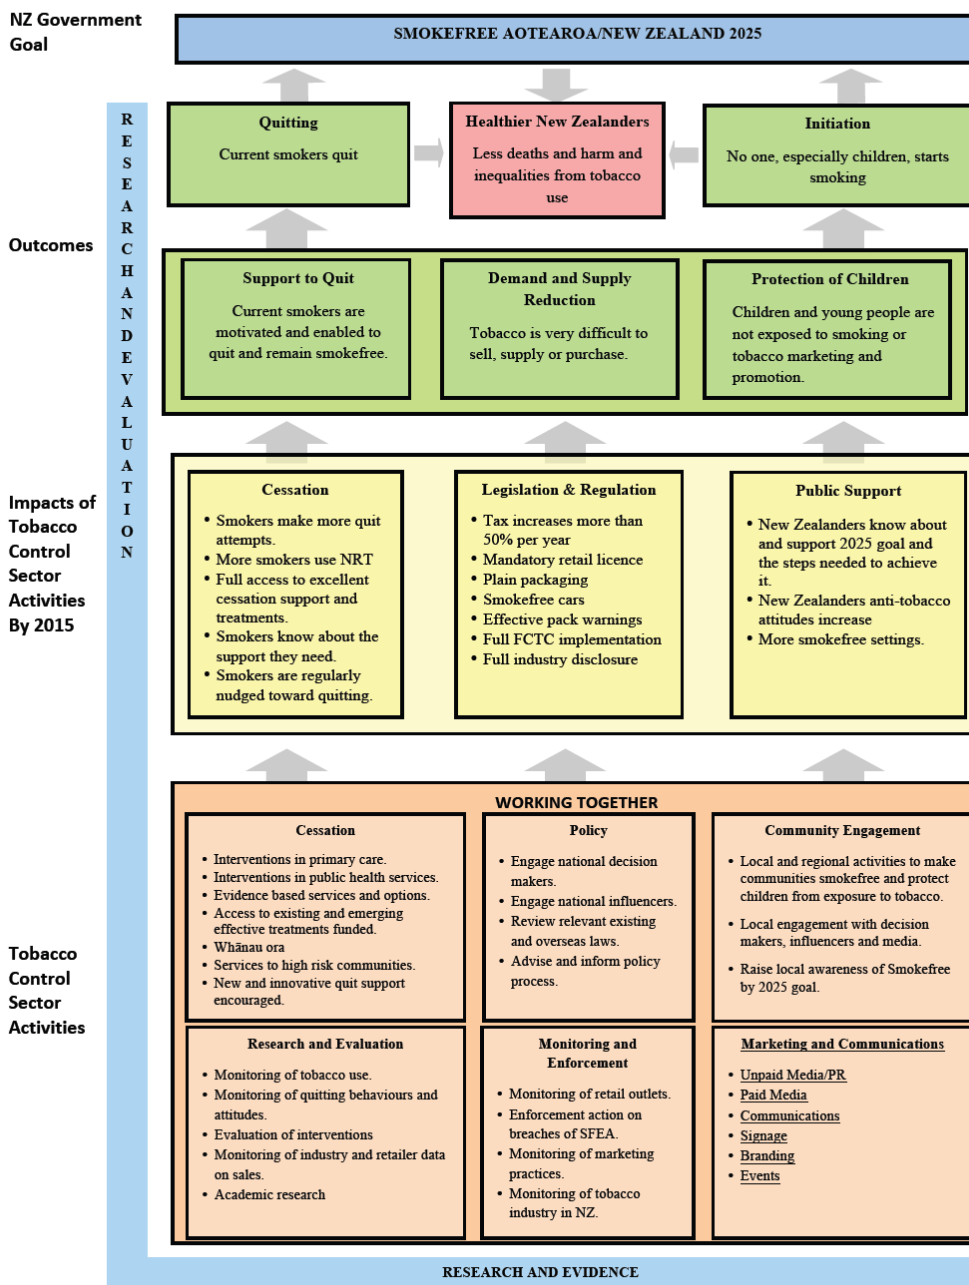 NZ Government
Goal
SMOKEFREE AOTEAROA/NEW ZEALAND 2025
RESEARCH AND EVALUATION
Quitting
Current smokers quit
Healthier New Zealanders
Less deaths and harm and
inequalities from tobacco
use
Initiation
No one, especially children, starts
smoking
Outcomes
Support to Quit
Current smokers are
motivated and enabled to
quit and remain smokefree.
Demand and Supply
Reduction
Tobacco is very difficult to
sell, supply or purchase.
Protection of Children
Children and young people are
not exposed to smoking or
tobacco marketing and
promotion.
Impacts of
Tobacco
Control
Sector
Activities
By 2015
Cessation
• Smokers make more quit
attempts.
• More smokers use NRT
• Full access to excellent
cessation support and
treatments.
• Smokers know about the
support they need.
• Smokers are regularly
nudged toward quitting.
Legislation & Regulation
• Tax increases more than
50% per year
• Mandatory retail licence
• Plain packaging
• Smokefree cars
• Effective pack warnings
• Full FCTC implementation
• Full industry disclosure
Public Support
• New Zealanders know about
and support 2025 goal and
the steps needed to achieve
it.
• New Zealanders anti-tobacco
attitudes increase
• More smokefree settings.
Tobacco
Control
Sector
Activities
WORKING TOGETHER
Cessation
• Interventions in primary care.
• Interventions in public health services.
• Evidence based services and options.
• Access to existing and emerging
effective treatments funded.
• Whānau ora
• Services to high risk communities.
• New and innovative quit support
encouraged.
Policy
• Engage national decision
makers.
• Engage national influencers.
• Review relevant existing
and overseas laws.
• Advise and inform policy
process.
Community Engagement
• Local and regional activities to make
communities smokefree and protect
children from exposure to tobacco.
• Local engagement with decision
makers, influencers and media.
• Raise local awareness of Smokefree
by 2025 goal.
Research and Evaluation
• Monitoring of tobacco use.
• Monitoring of quitting behaviours and
attitudes.
• Evaluation of interventions
• Monitoring of industry and retailer data
on sales.
• Academic research
Monitoring and
Enforcement
• Monitoring of retail outlets.
• Enforcement action on
breaches of SFEA.
• Monitoring of marketing
practices.
• Monitoring of tobacco
industry in NZ.
Marketing and Communications
• Unpaid Media/PR
• Paid Media
• Communications
• Signage
• Branding
• Events
RESEARCH AND EVIDENCE